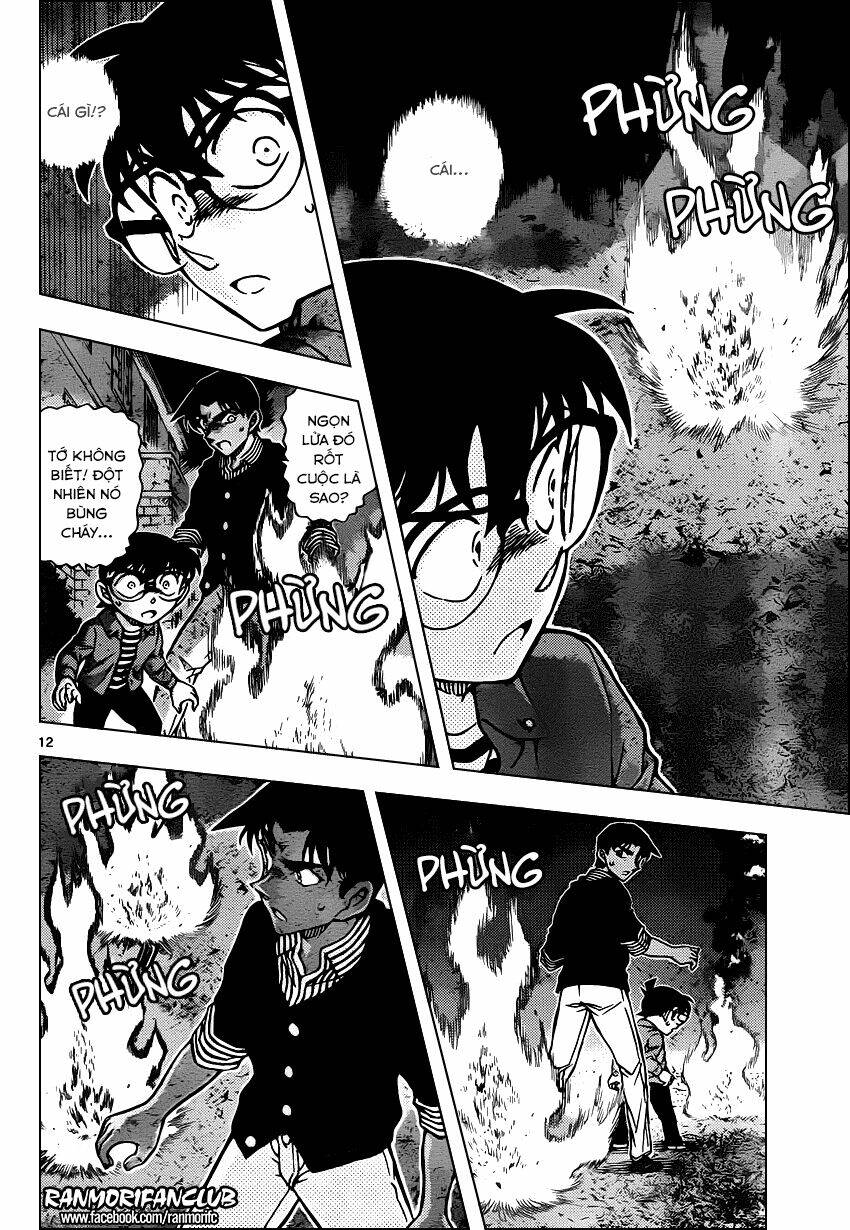 CÁI GÌ!?
CÁI...
PHỪNG
PHỪNG
NGỌN
LỬA ĐÓ
RỐT
CUỘC LÀ
SAO?
TỚ KHÔNG
BIẾT! ĐỘT
NHIÊN NÓ
BÙNG
CHÁY...
PHỪNG
12
PHỪNG
PHỪNG
PHỪNG
RANMORIFANCLUB
www.facebook.com/ranmorifc